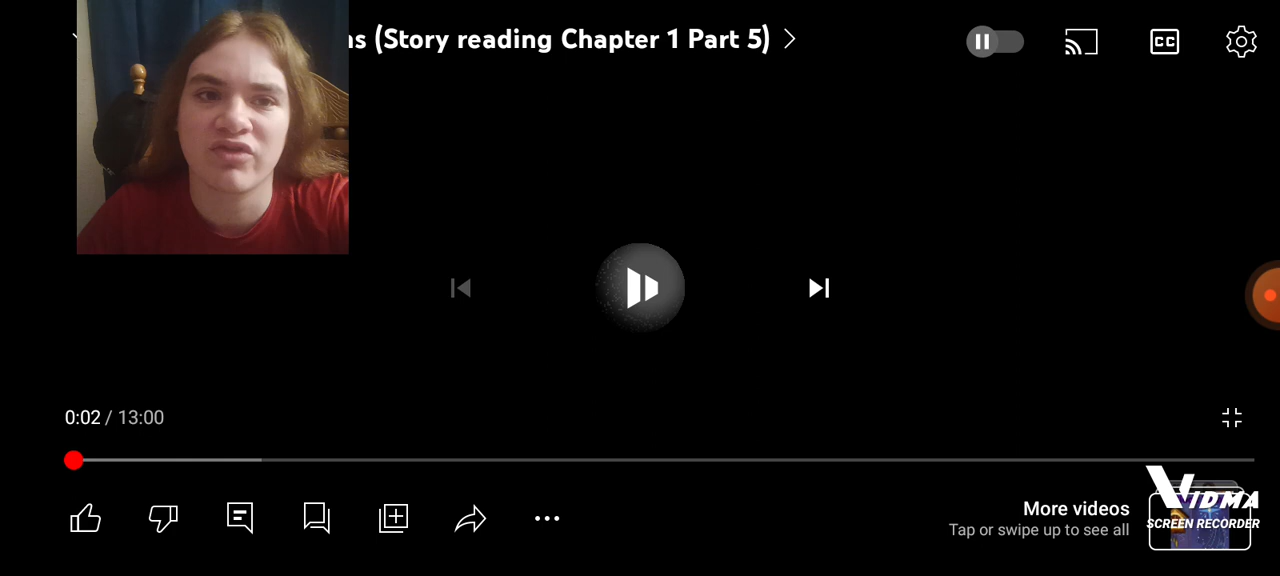 ns (Story reading Chapter 1 Part 5)
CC
0:02 / 13:00
More videos
Tap or swipe up to see all
VIDMA
SCREEN RECORDER